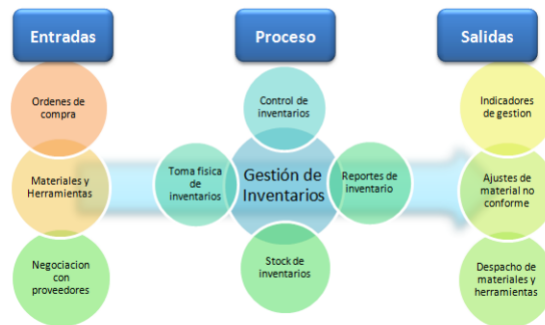 Entradas
Proceso
Salidas
Ordenes de
compra
Materiales y
Herramientas
Negociacion
con
proveedores
Control de
inventarios
Toma fisica
de
inventarios
Gestión de
Inventarios
Reportes de
inventario
Stock de
inventarios
Indicadores
de gestion
Ajustes de
material no
conforme
Despacho de
materiales y
herramientas